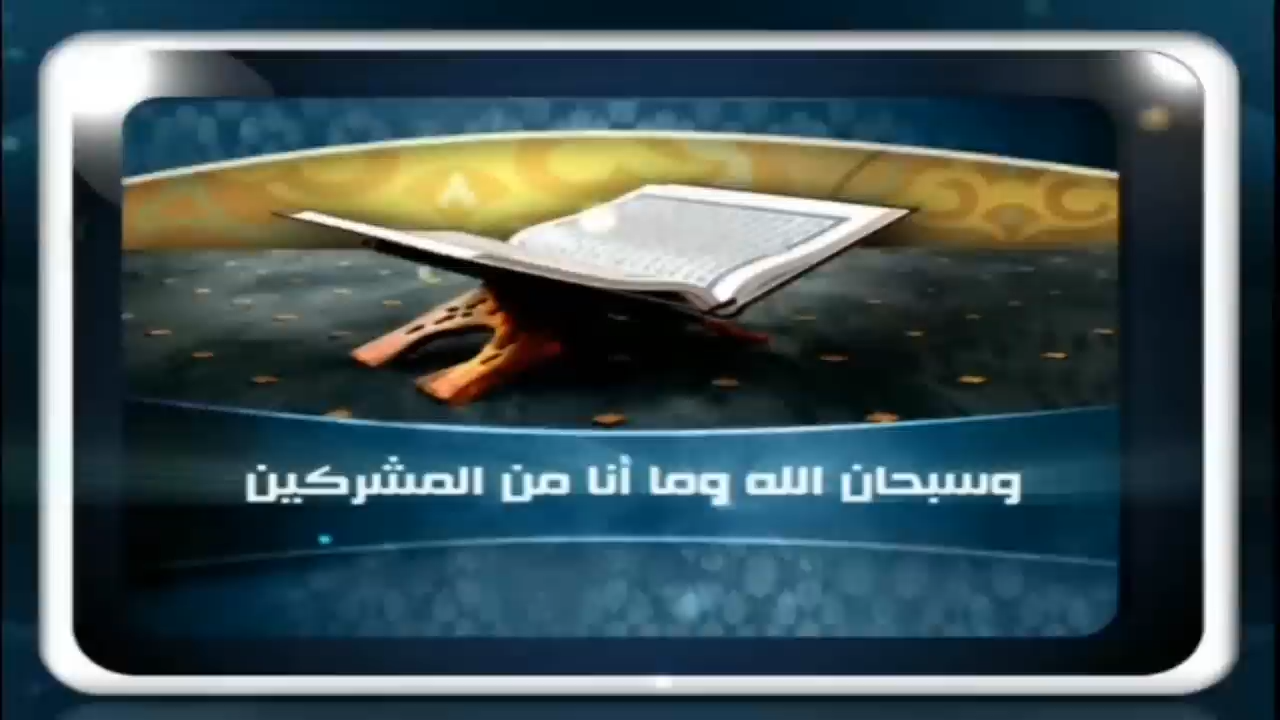 وسبحان الله وما أنا من المشركين